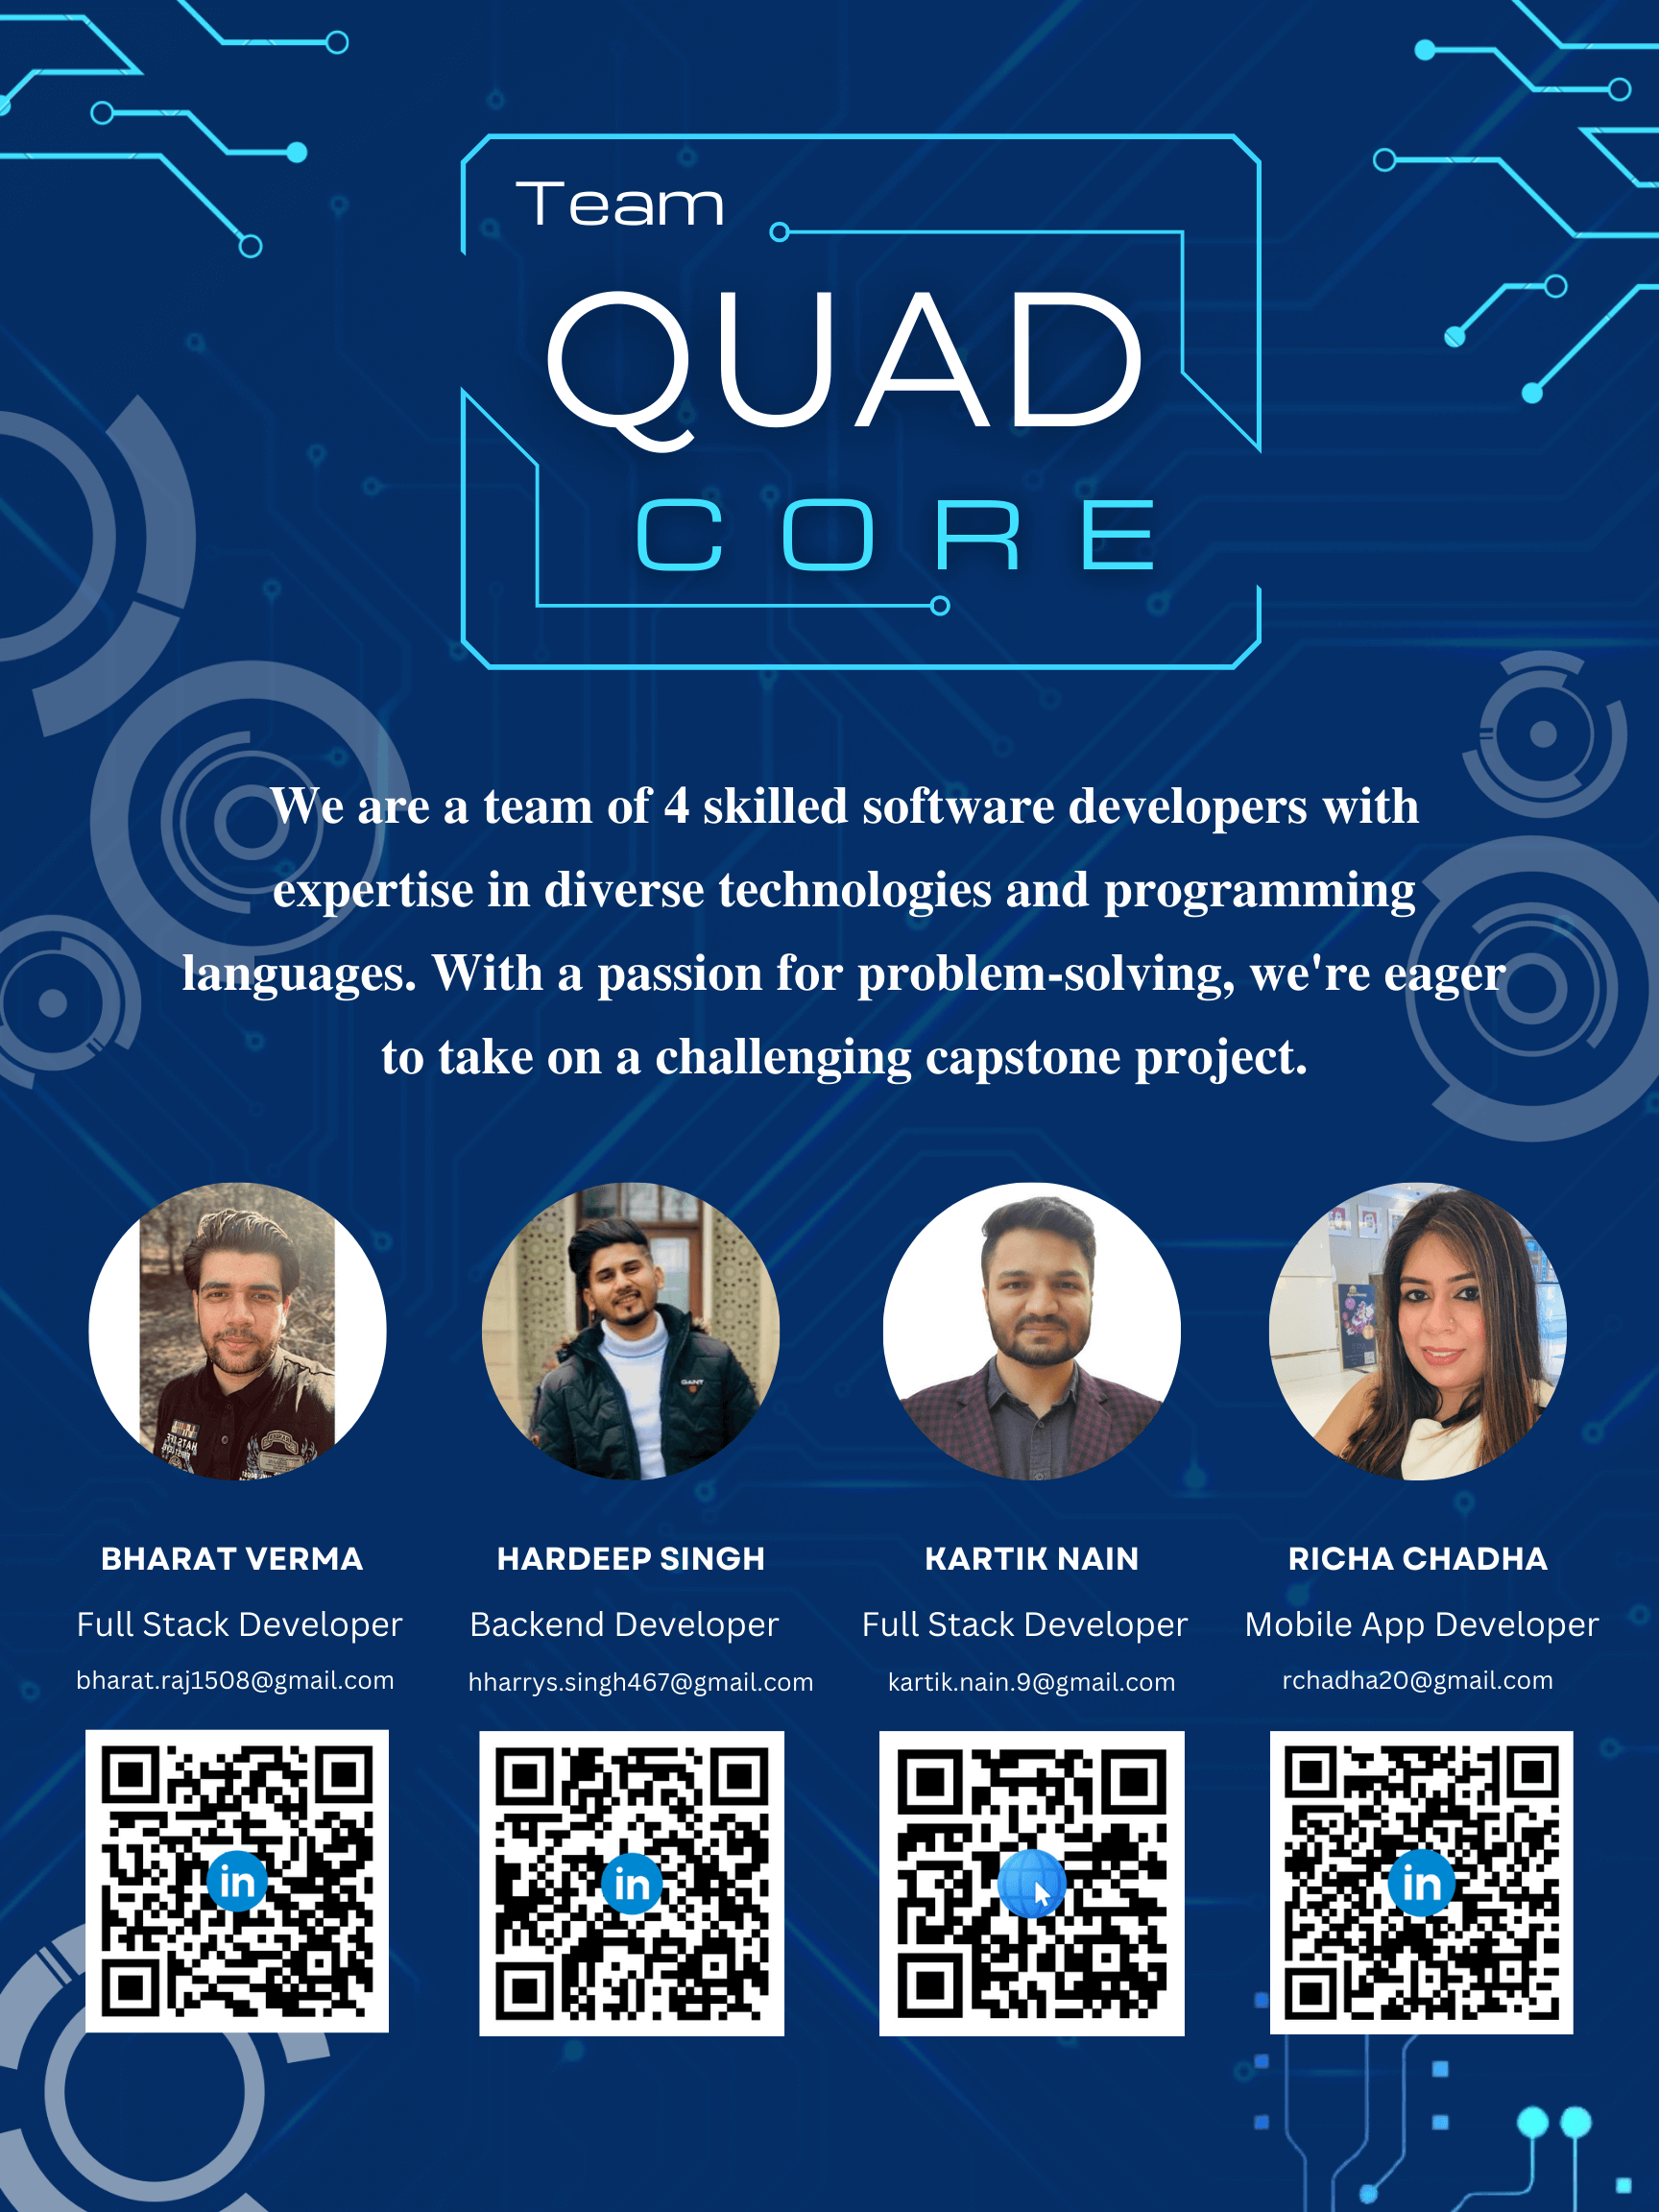 Team
QUAD
CORE
We are a team of 4 skilled software developers with
expertise in diverse technologies and programming
languages. With a passion for problem-solving, we're eager
to take on a challenging capstone project.
GANT
BHARAT VERMA
Full Stack Developer
bharat.raj1508@gmail.com
HARDEEP SINGH
Backend Developer
hharrys.singh467@gmail.com
KARTIK NAIN
Full Stack Developer
kartik.nain.9@gmail.com
RICHA CHADHA
Mobile App Developer
rchadha20@gmail.com
in
in
in